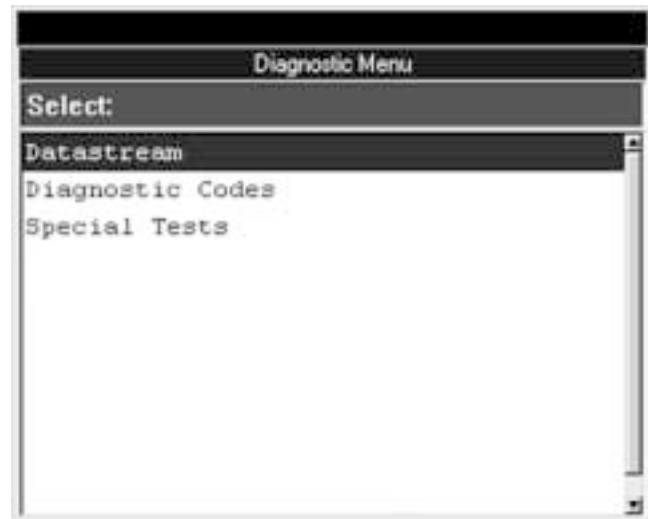 Diagnostic Menu
Select:
Datastream
Diagnostic Codes
Special Tests